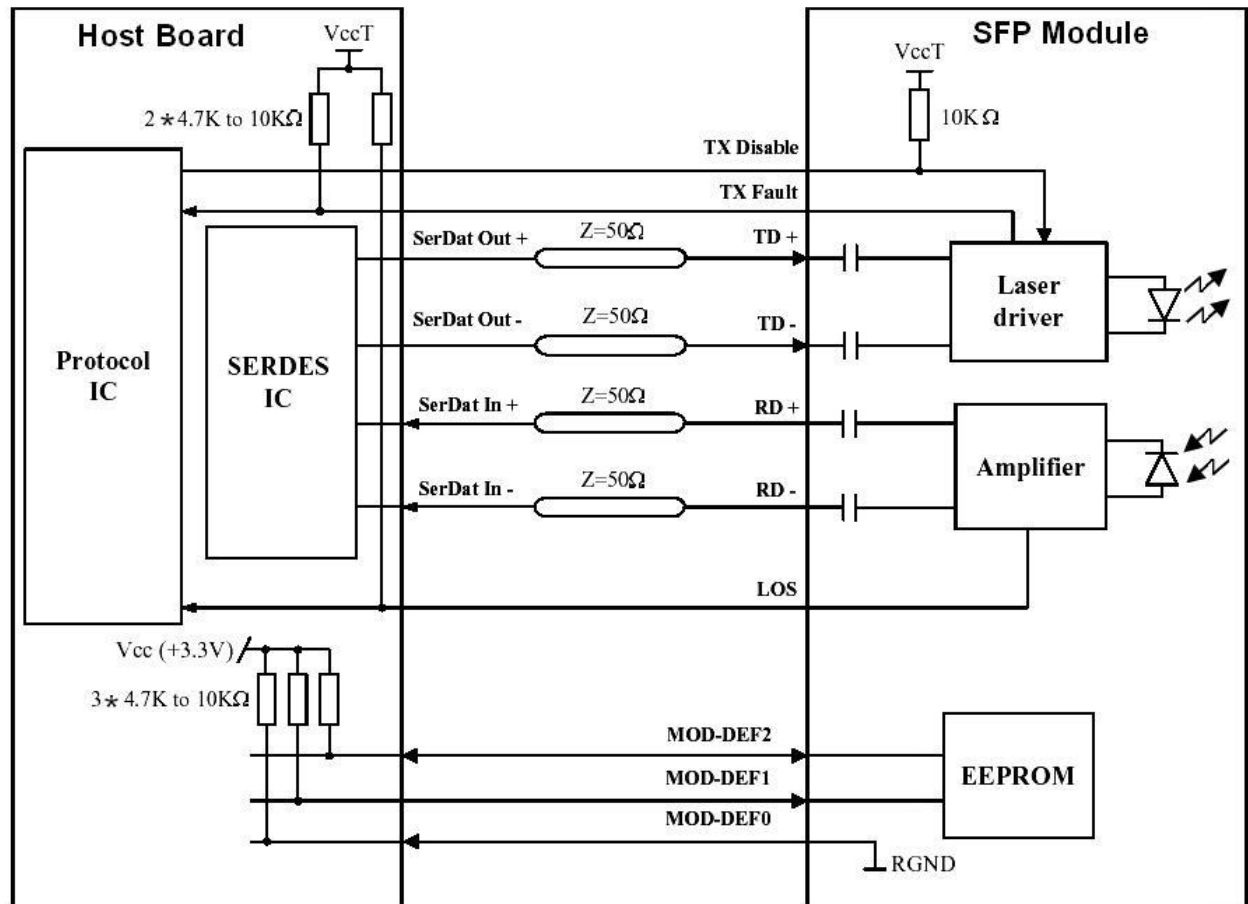 Host Board
SFP Module
VccT
VccT
2*4.7K to 10KΩ
10KΩ
TX Disable
TX Fault
SerDat Out +
Z=50Ω
TD +
Laser
driver
SerDat Out -
Z=50Ω
TD -
Protocol
IC
SERDES
IC
SerDat In +
Z=50Ω
RD +
Amplifier
SerDat In -
Z=50Ω
RD -
LOS
Vcc (+3.3V)
3* 4.7K to 10KΩ
MOD-DEF2
MOD-DEF1
MOD-DEF0
EEPROM
RGND